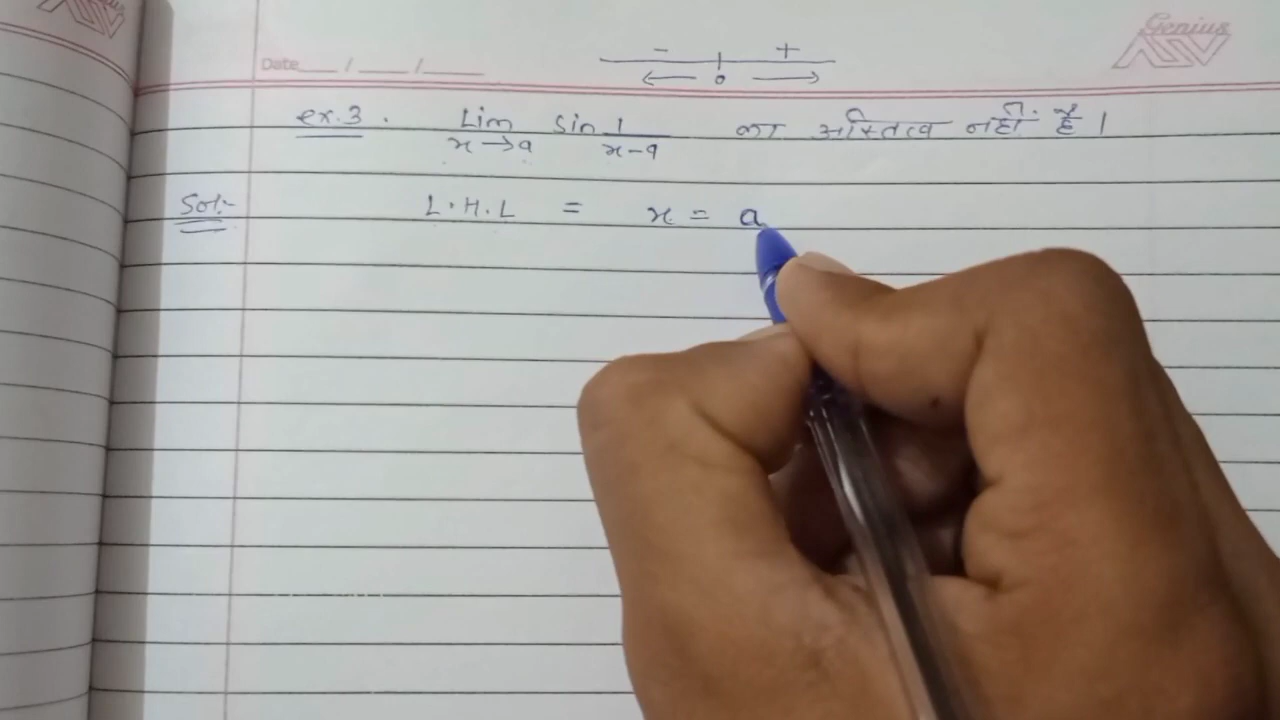 Genius
Date / /
- 0 +
ex.3. Lim x→a sin 1/x-a का अस्तित्व नहीं है।
Sol:- L.H.L = x = a